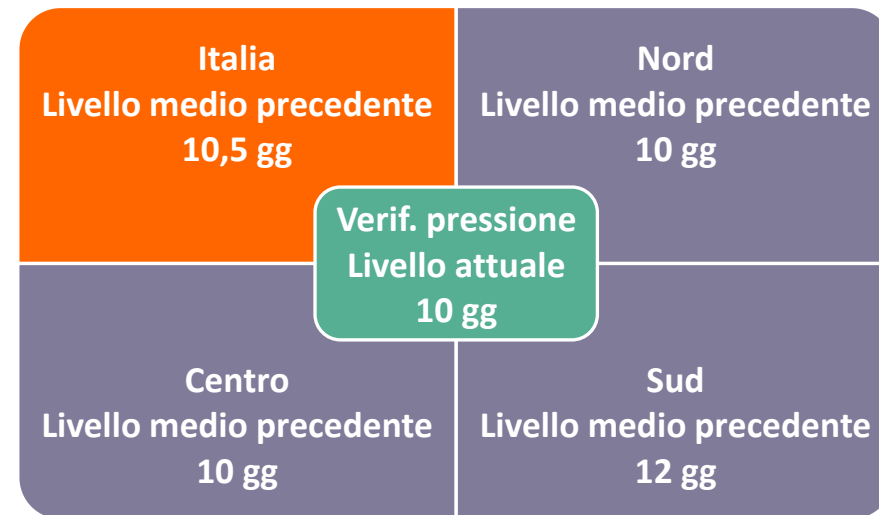 Italia
Livello medio precedente
10,5 gg
Nord
Livello medio precedente
10 gg
Verif. pressione
Livello attuale
10 gg
Centro
Livello medio precedente
10 gg
Sud
Livello medio precedente
12 gg